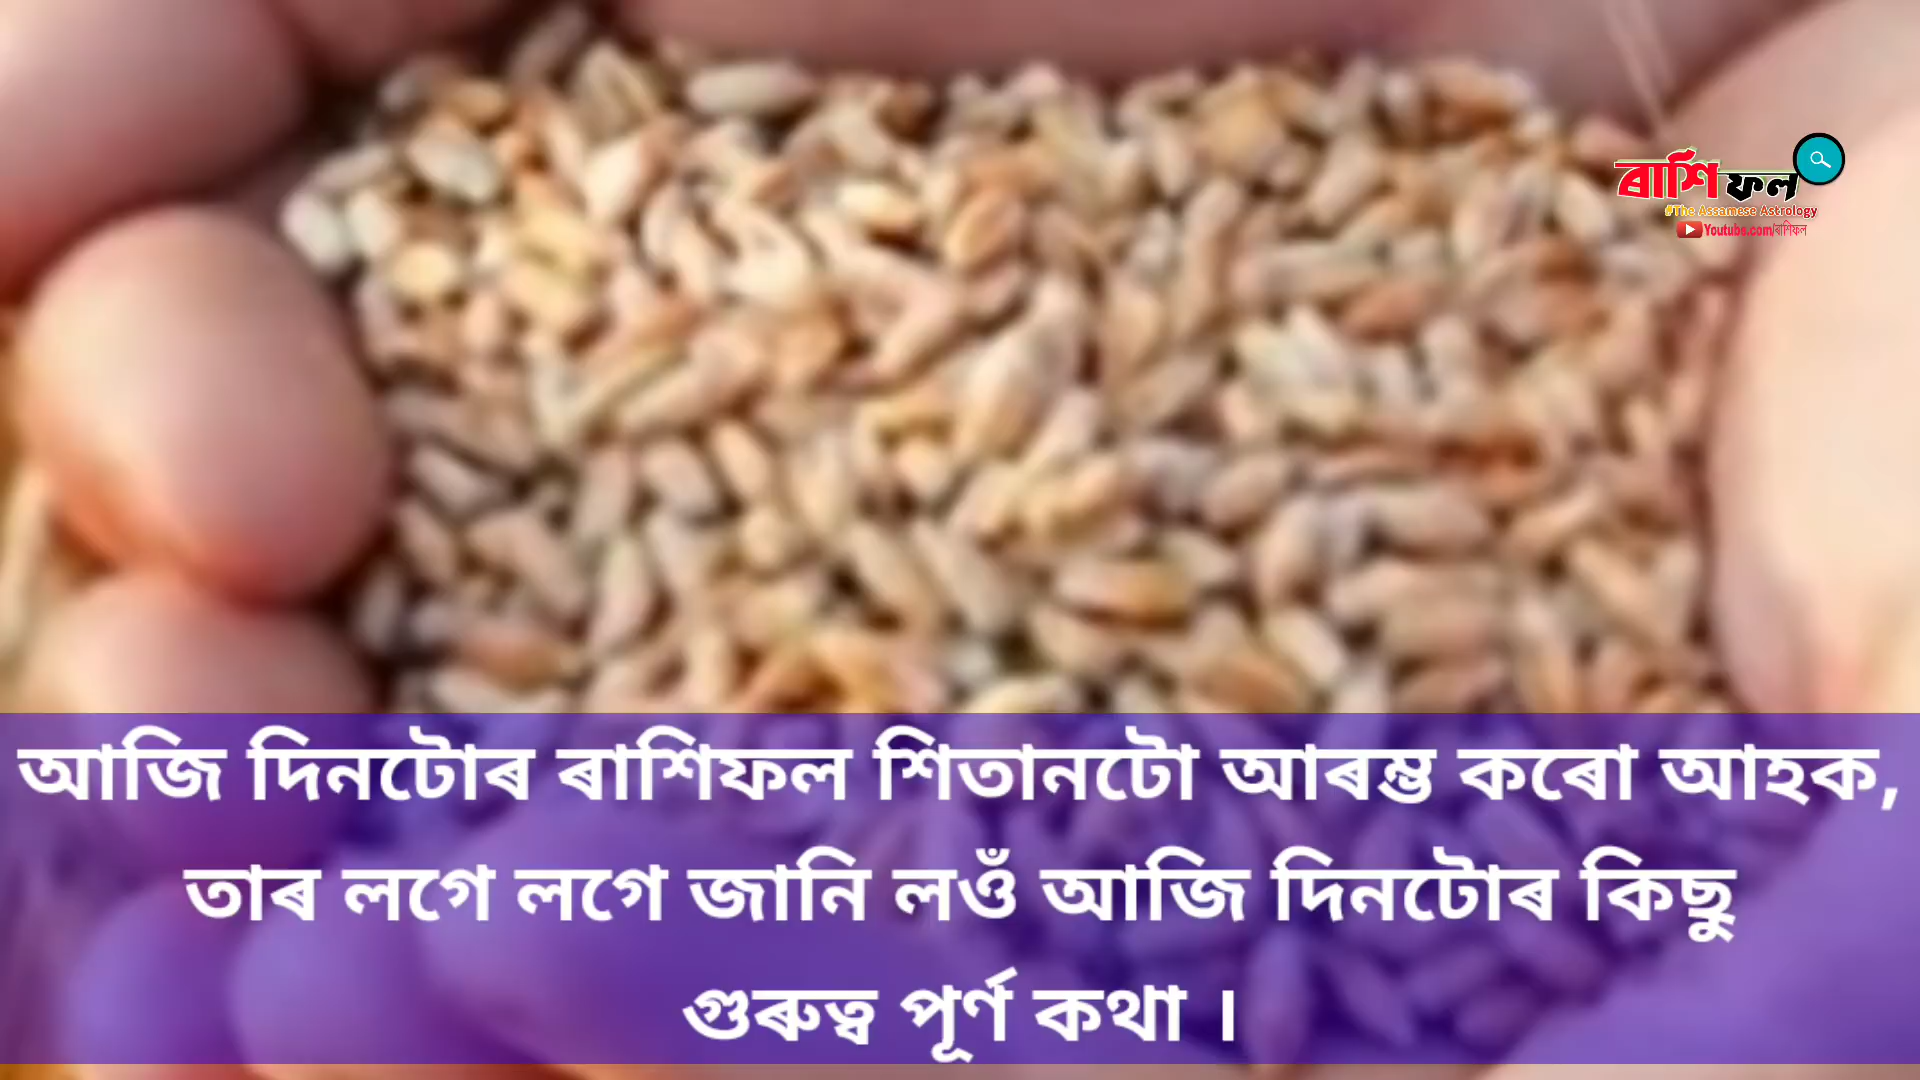 ৰাশি ফল
#The Assamese Astrology
Youtube.com/ৰাশিফল
আজি দিনটোৰ ৰাশিফল শিতানটো আৰম্ভ কৰো আহক,
তাৰ লগে লগে জানি লওঁ আজি দিনটোৰ কিছু
গুৰুত্ব পূৰ্ণ কথা ।